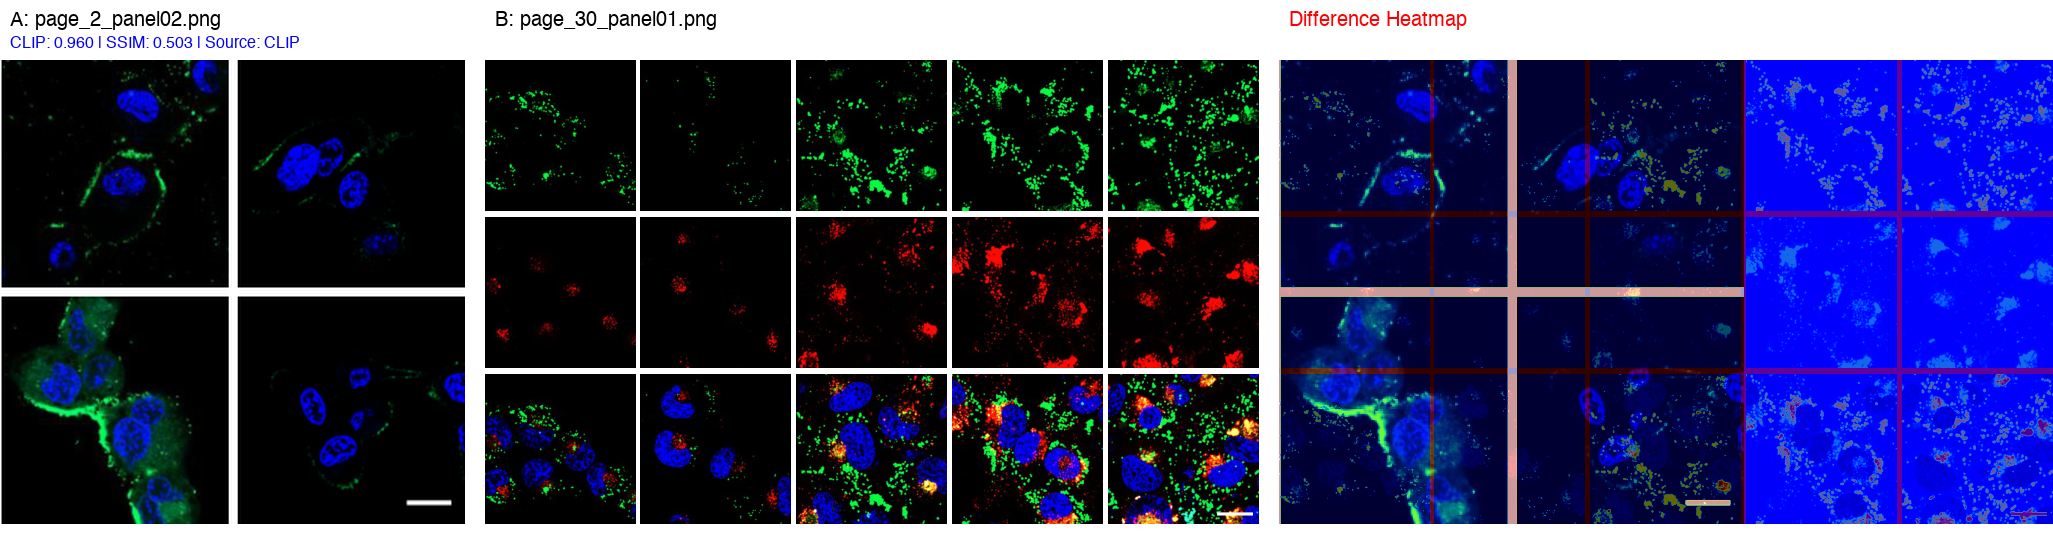 A: page_2_panel02.png
CLIP: 0.960 | SSIM: 0.503 | Source: CLIP
B: page_30_panel01.png
Difference Heatmap